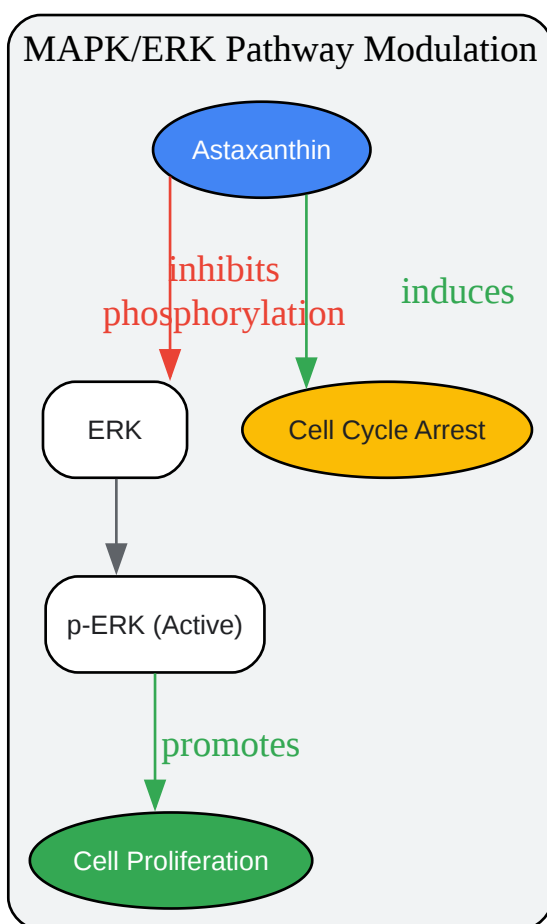 MAPK/ERK Pathway Modulation
Astaxanthin
inhibits
phosphorylation
induces
ERK
Cell Cycle Arrest
p-ERK (Active)
promotes
Cell Proliferation